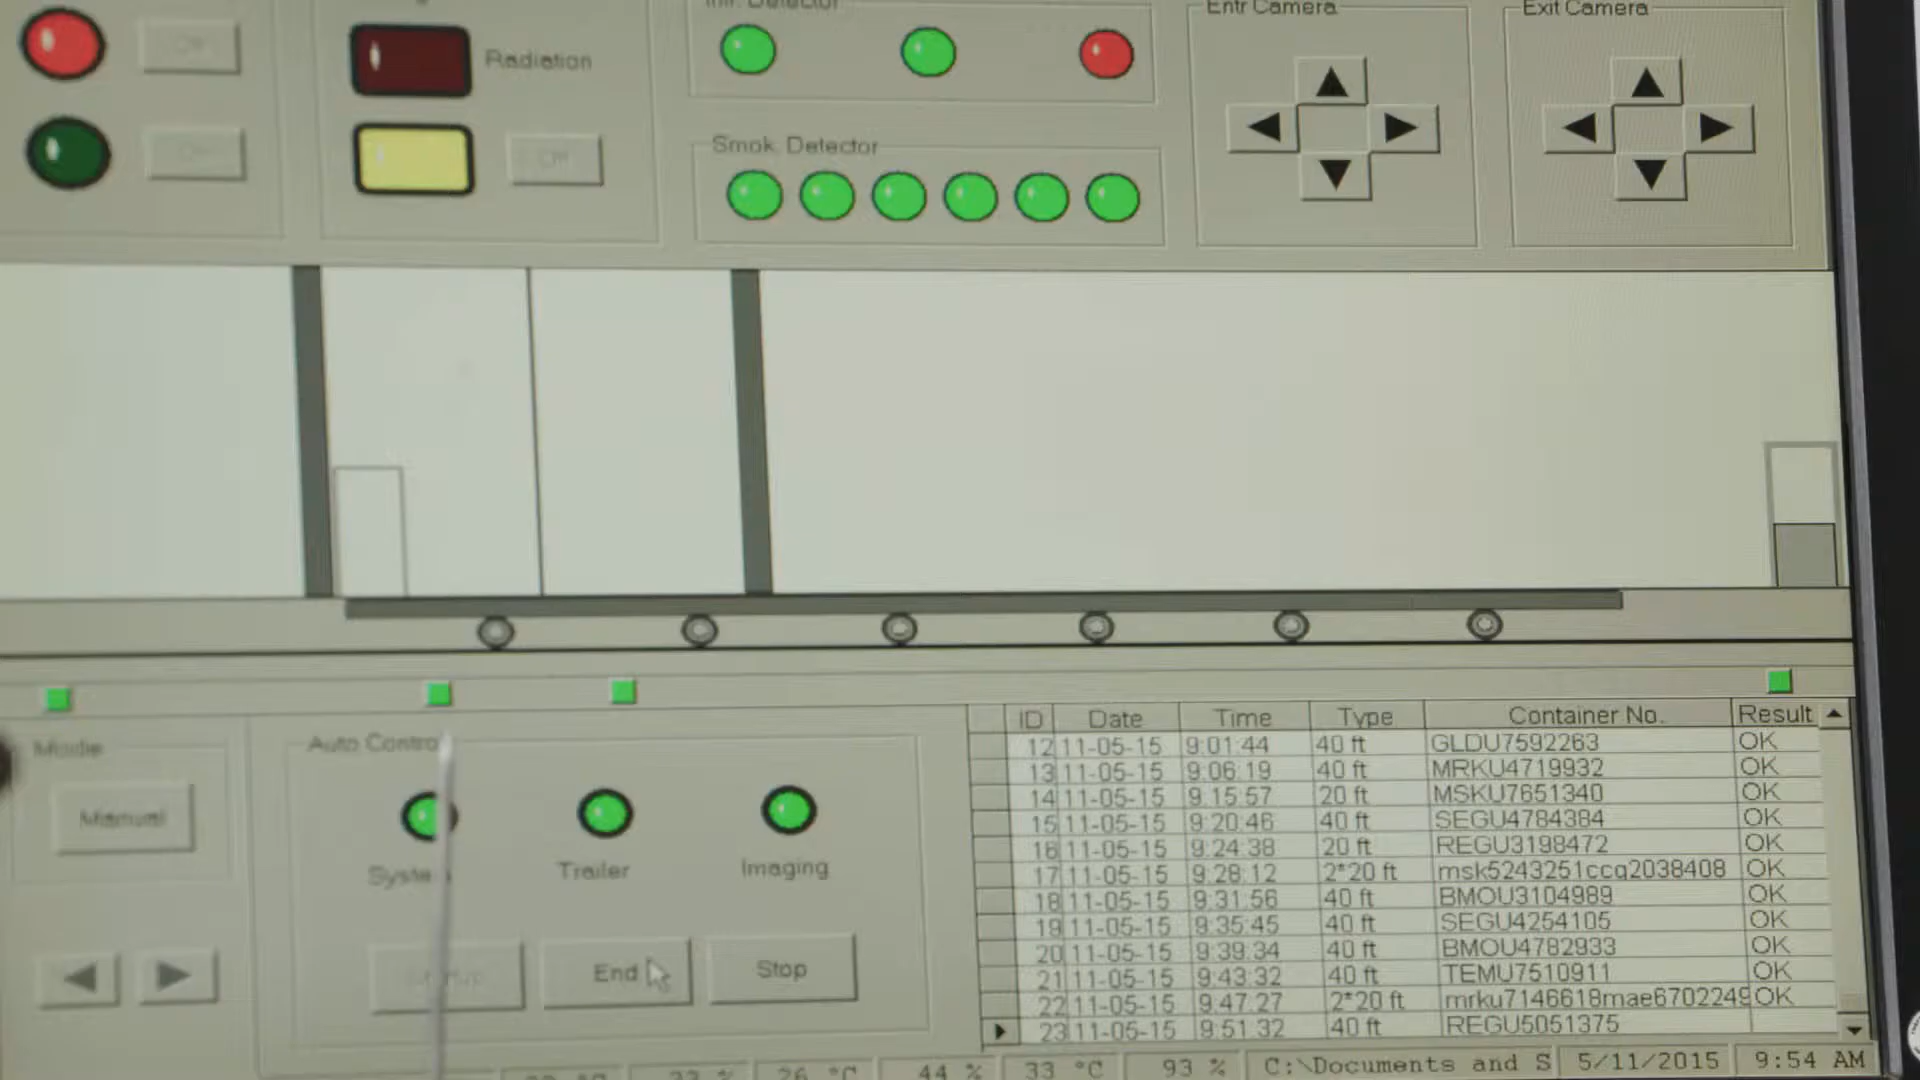 Entr Camera
Exit Camera
Radiation
Smok. Detector
Mode
Auto Contro
Manual
Trailer
Imaging
End
Stop
ID Date Time Type Container No. Result
12 11-05-15 9:01:44 40 ft GLDU7592263 OK
13 11-05-15 9:06:19 40 ft MRKU4719932 OK
14 11-05-15 9:15:57 20 ft MSKU7651340 OK
15 11-05-15 9:20:46 40 ft SEGU4784384 OK
16 11-05-15 9:24:38 20 ft REGU3198472 OK
17 11-05-15 9:28:12 2*20 ft msk5243251ccq2038408 OK
18 11-05-15 9:31:56 40 ft BMOU3104989 OK
19 11-05-15 9:35:45 40 ft SEGU4254105 OK
20 11-05-15 9:39:34 40 ft BMOU4782933 OK
21 11-05-15 9:43:32 40 ft TEMU7510911 OK
22 11-05-15 9:47:27 2*20 ft mrku7146618mae6702249 OK
23 11-05-15 9:51:32 40 ft REGU5051375
26 °C 44 % 33 °C 93 % C:\Documents and S 5/11/2015 9:54 AM